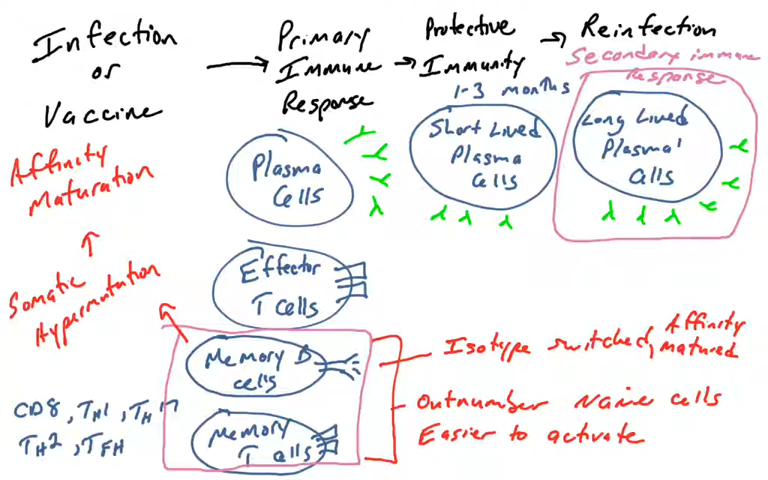 Infection
or
Vaccine
Primary
Immune
Response
Protective
Immunity
1-3 months
Reinfection
Secondary immune
Response
Plasma
Cells
Short Lived
Plasma
Cells
Long Lived
Plasma
Cells
Affinity
Maturation
Somatic
Hypermutation
Effector
T Cells
Memory B
cells
Memory
T cells
CD8, TH1, TH17
TH2, TFH
Isotype switched, Affinity
matured
Outnumber Naive cells
Easier to activate